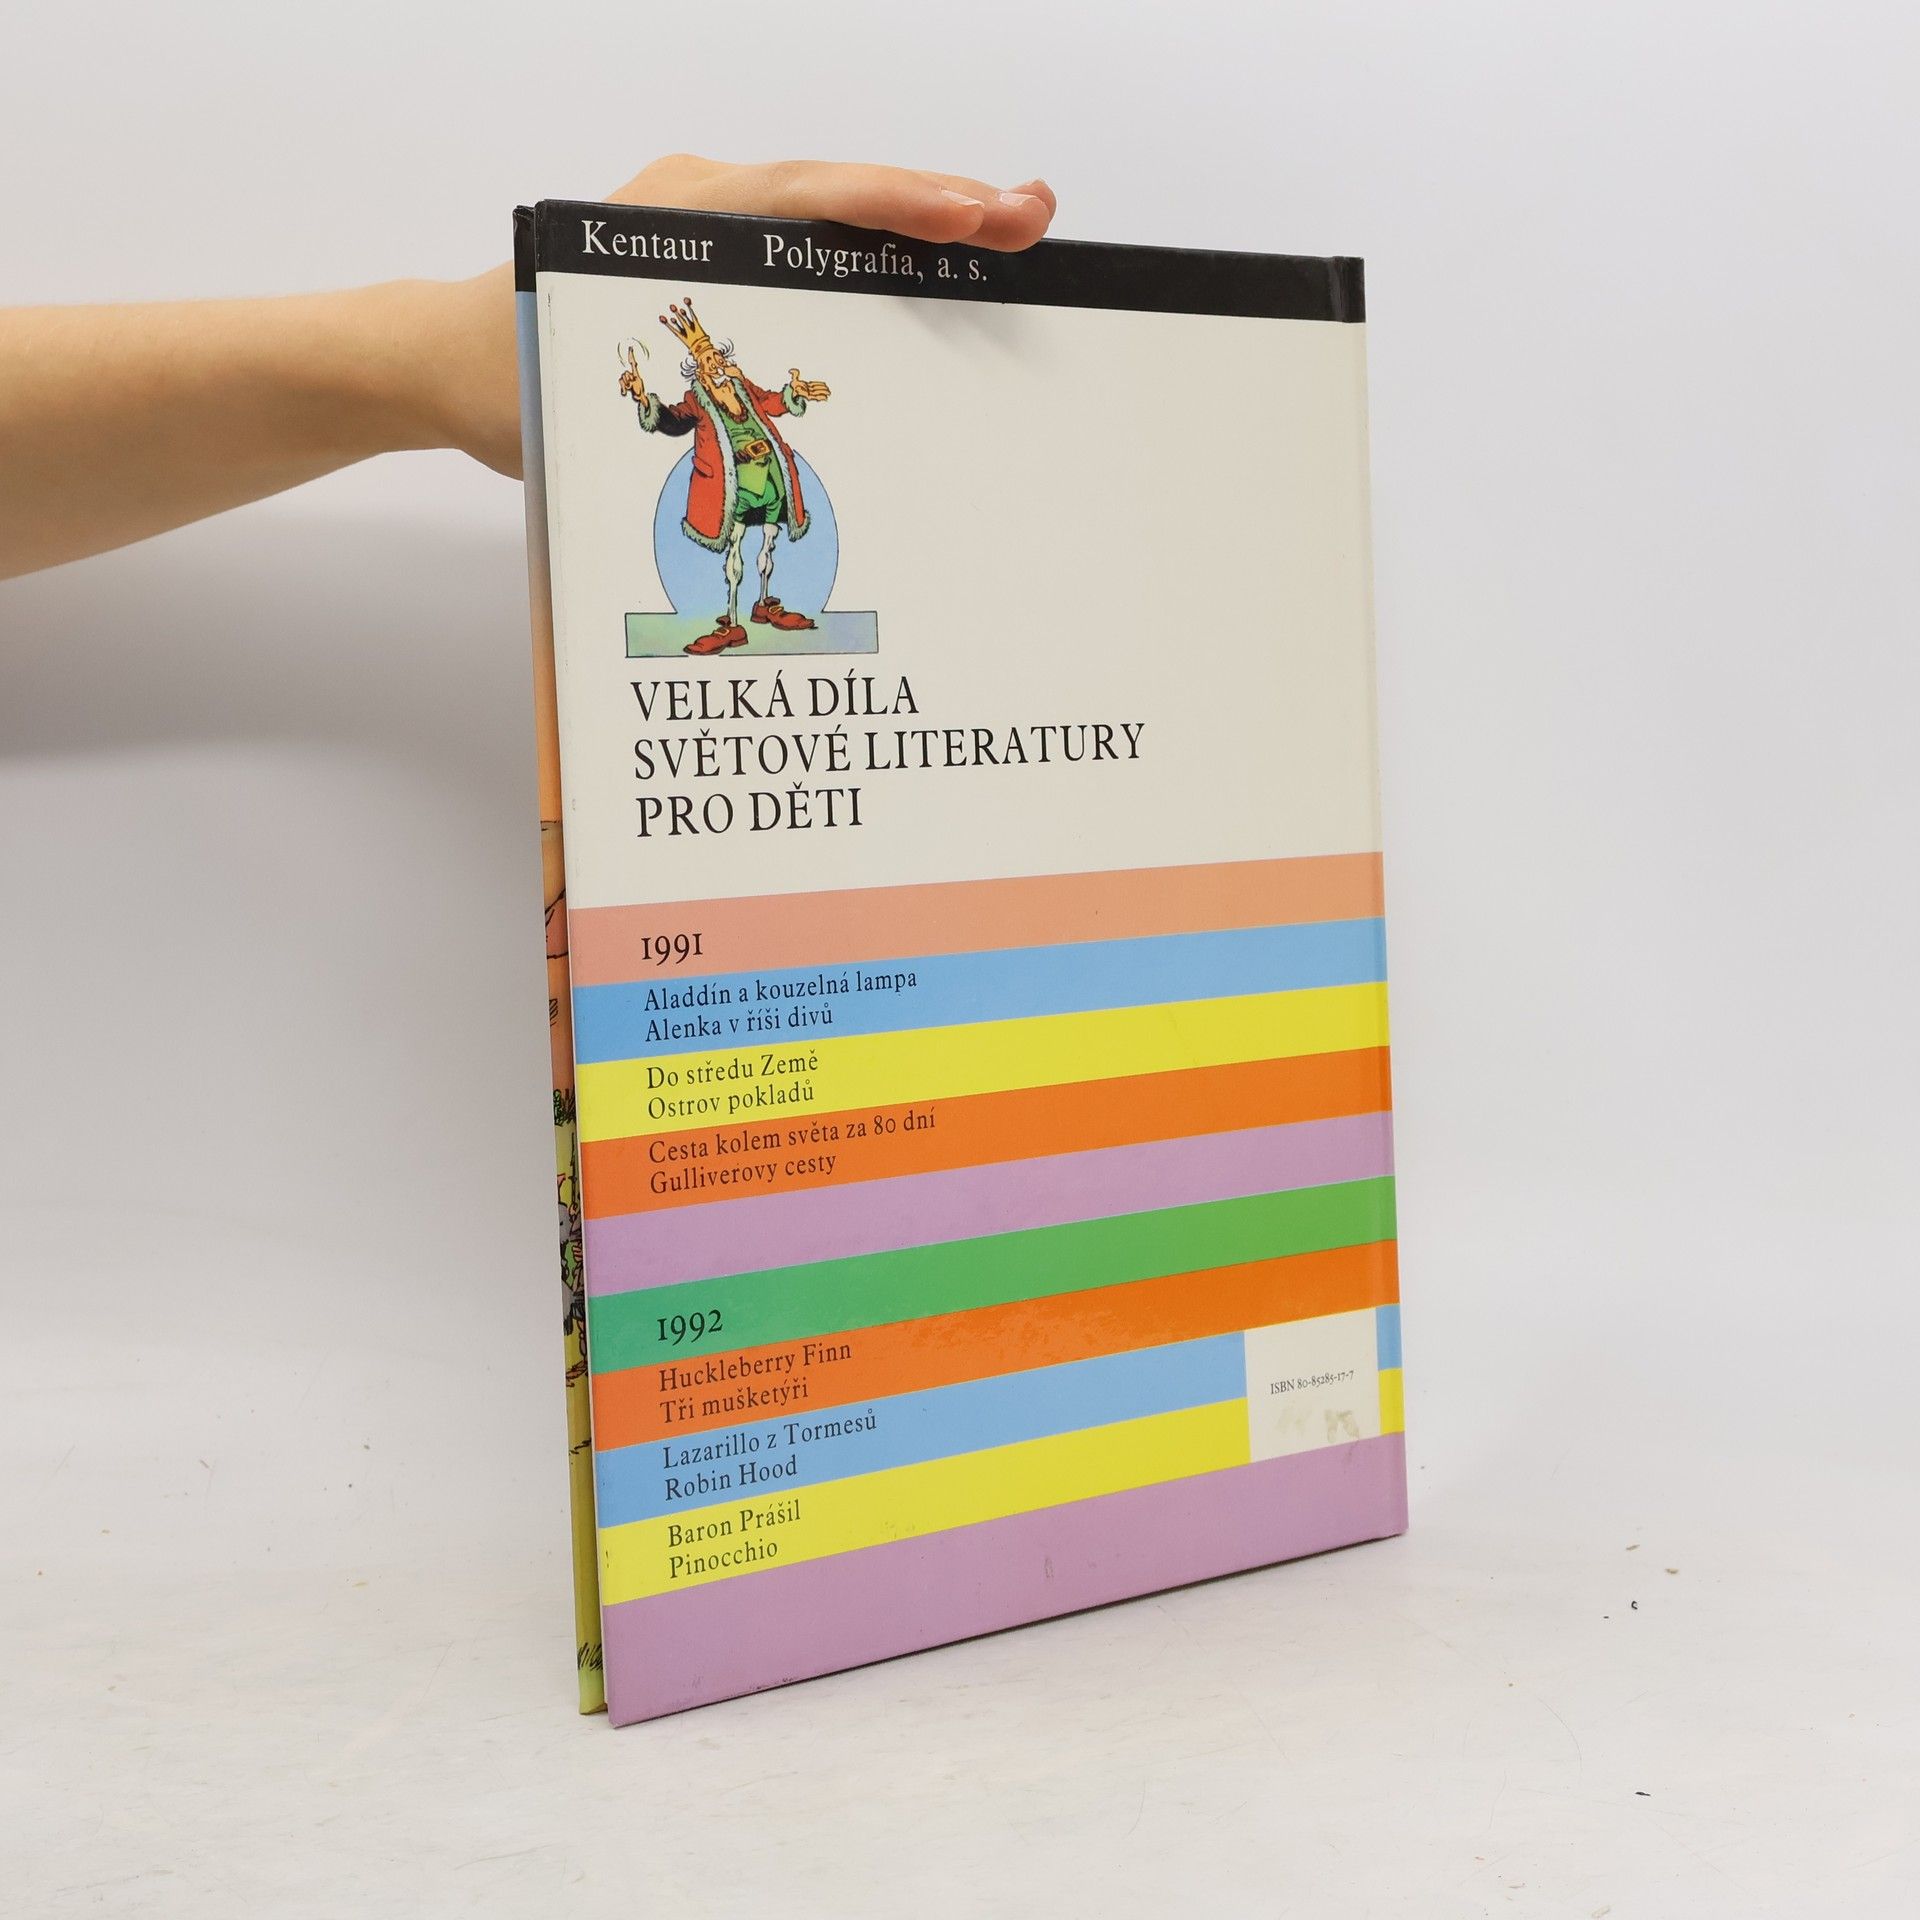 Kentaur Polygrafia, a. s.
VELKÁ DÍLA
SVĚTOVÉ LITERATURY
PRO DĚTI
1991
Aladdín a kouzelná lampa
Alenka v říši divů
Do středu Země
Ostrov pokladů
Cesta kolem světa za 80 dní
Gulliverovy cesty
1992
Huckleberry Finn
Tři mušketýři
Lazarillo z Tormesů
Robin Hood
Baron Prášil
Pinocchio
ISBN 80-85285-17-7